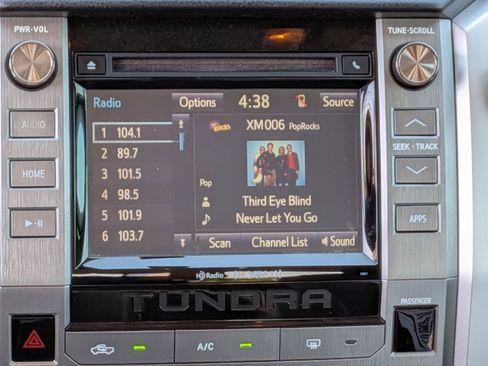 PWR•VOL
TUNE•SCROLL
Radio Options 4:38 Source
XM006 PopRocks
AUDIO
1 104.1
2 89.7
3 101.5
4 98.5
5 101.9
6 103.7
SEEK • TRACK
HOME
Pop
Third Eye Blind
Never Let You Go
APPS
Scan Channel List Sound
HD Radio
TUNDRA
PASSENGER
A/C